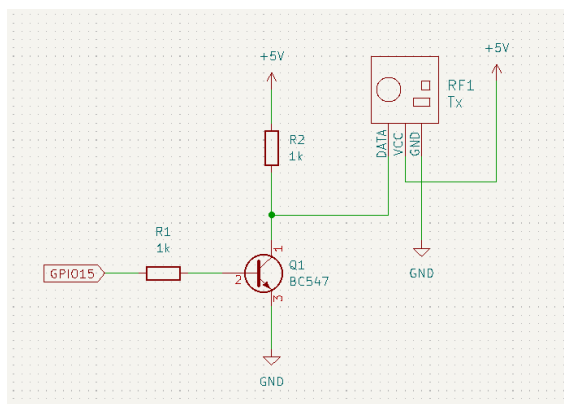 +5V
+5V
RF1
Tx
DATA
VCC
GND
R2
1k
R1
1k
1
GPIO15
2
Q1
BC547
3
GND
GND